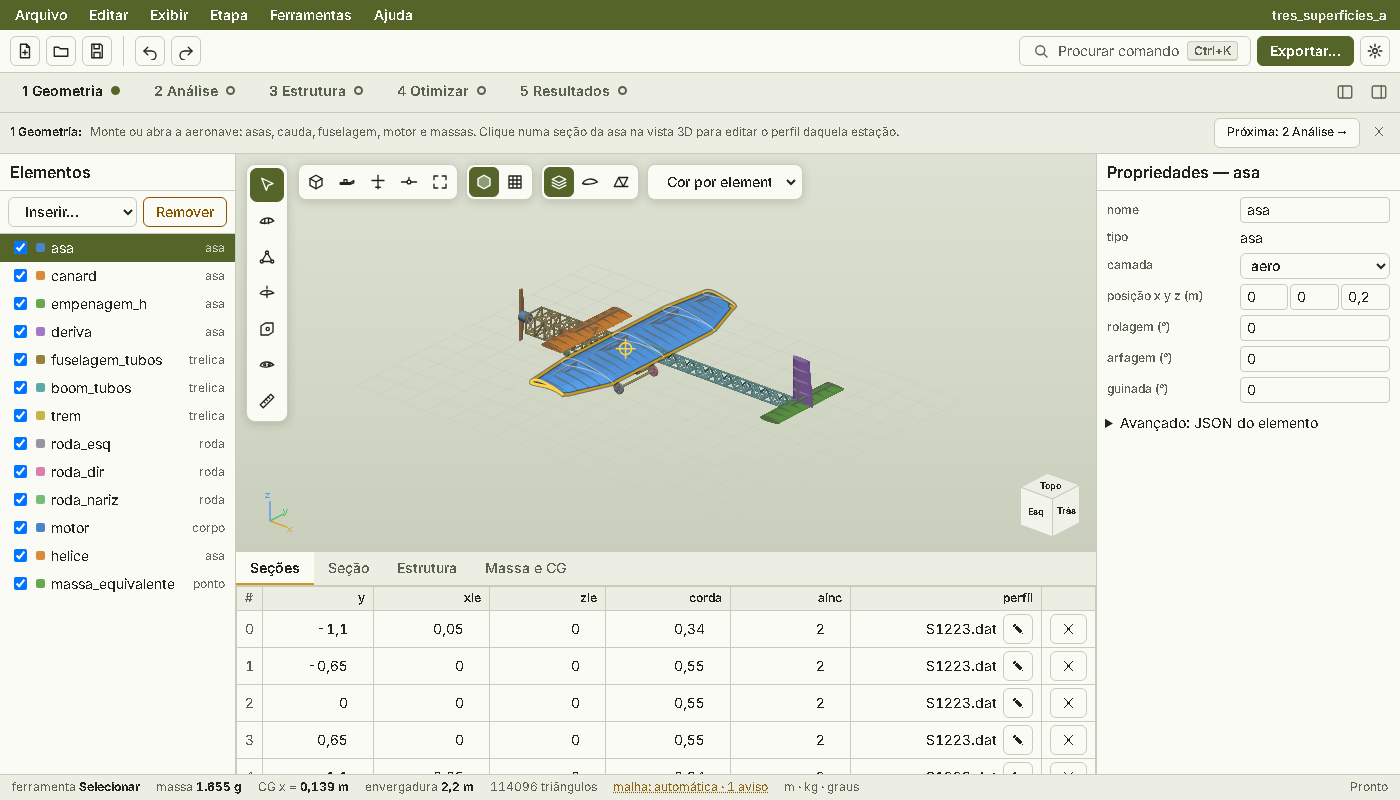 Arquivo Editar Exibir Etapa Ferramentas Ajuda tres_superficies_a
Procurar comando Ctrl+K Exportar...
1 Geometria 2 Análise 3 Estrutura 4 Otimizar 5 Resultados
1 Geometria: Monte ou abra a aeronave: asas, cauda, fuselagem, motor e massas. Clique numa seção da asa na vista 3D para editar o perfil daquela estação. Próxima: 2 Análise →
Elementos
Inserir... Remover
asa asa
canard asa
empenagem_h asa
deriva asa
fuselagem_tubos trelica
boom_tubos trelica
trem trelica
roda_esq roda
roda_dir roda
roda_nariz roda
motor corpo
helice asa
massa_equivalente ponto
Cor por element
z
y
x
Topo
Esq Trás
Propriedades — asa
nome asa
tipo asa
camada aero
posição x y z (m) 0 0 0,2
rolagem (°) 0
arfagem (°) 0
guinada (°) 0
Avançado: JSON do elemento
Seções Seção Estrutura Massa e CG
# y xle zle corda ainc perfil
0 -1,1 0,05 0 0,34 2 S1223.dat
1 -0,65 0 0 0,55 2 S1223.dat
2 0 0 0 0,55 2 S1223.dat
3 0,65 0 0 0,55 2 S1223.dat
ferramenta Selecionar massa 1.655 g CG x = 0,139 m envergadura 2,2 m 114096 triângulos malha: automática · 1 aviso m · kg · graus Pronto